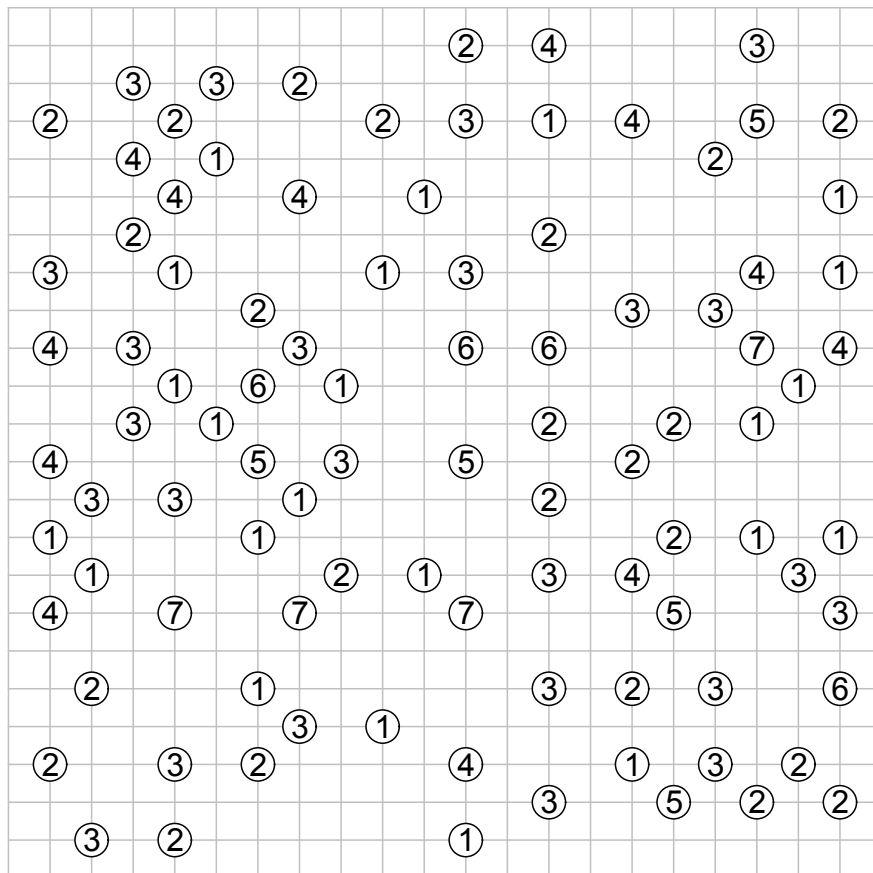 2 4 3
3 3 2
2 2 2 3 1 4 5 2
4 1 2
4 4 1 1
2 2
3 1 1 3 4 1
2 3 3
4 3 3 6 6 7 4
1 6 1 1
3 1 2 2 1
4 5 3 5 2
3 3 1 2
1 1 2 1 1
1 2 1 3 4 3
4 7 7 7 5 3
2 1 3 2 3 6
3 1
2 3 2 4 1 3 2
3 5 2 2
3 2 1